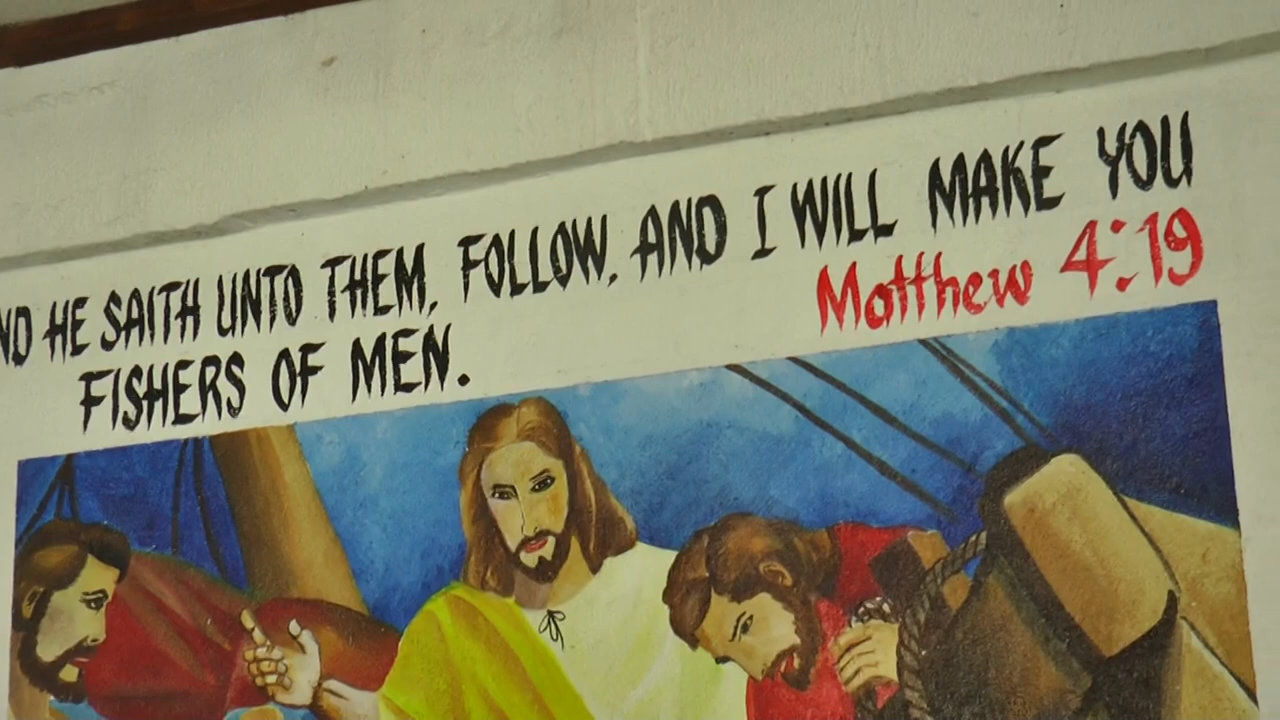 ND HE SAITH UNTO THEM, FOLLOW, AND I WILL MAKE YOU
FISHERS OF MEN.
Matthew 4:19